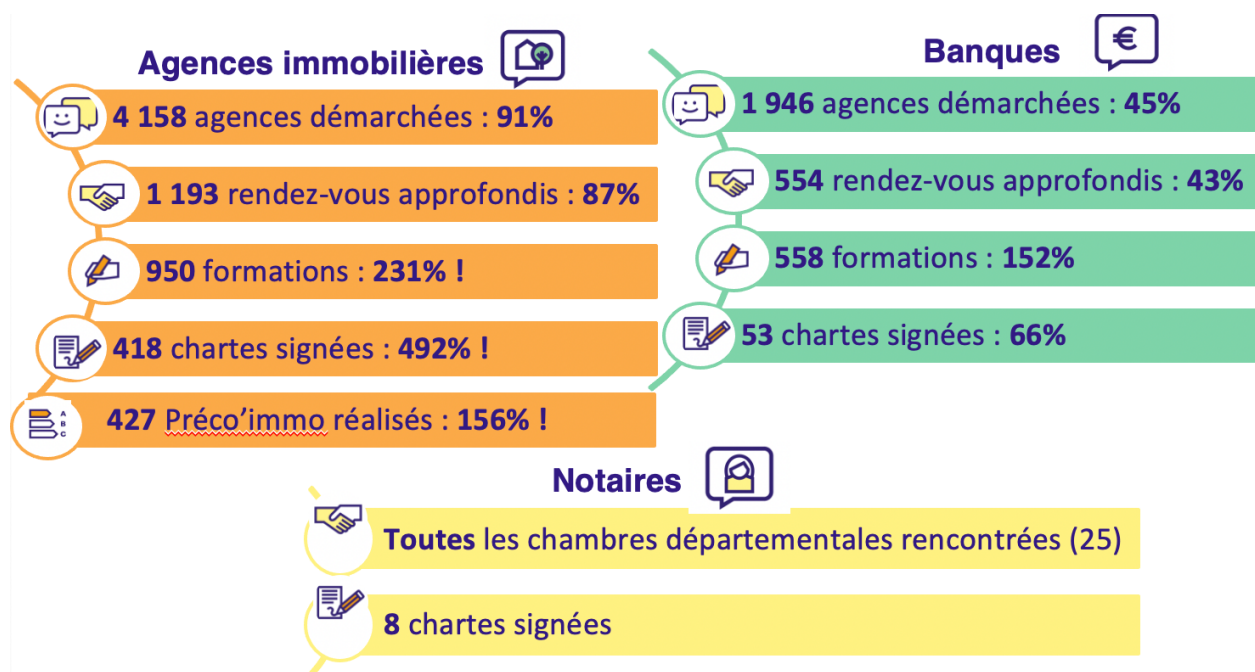 Agences immobilières
4 158 agences démarchées : 91%
1 193 rendez-vous approfondis : 87%
950 formations : 231% !
418 chartes signées : 492% !
A
B
C
427 Préco’immo réalisés : 156% !
Banques
€
1 946 agences démarchées : 45%
554 rendez-vous approfondis : 43%
558 formations : 152%
53 chartes signées : 66%
Notaires
Toutes les chambres départementales rencontrées (25)
8 chartes signées